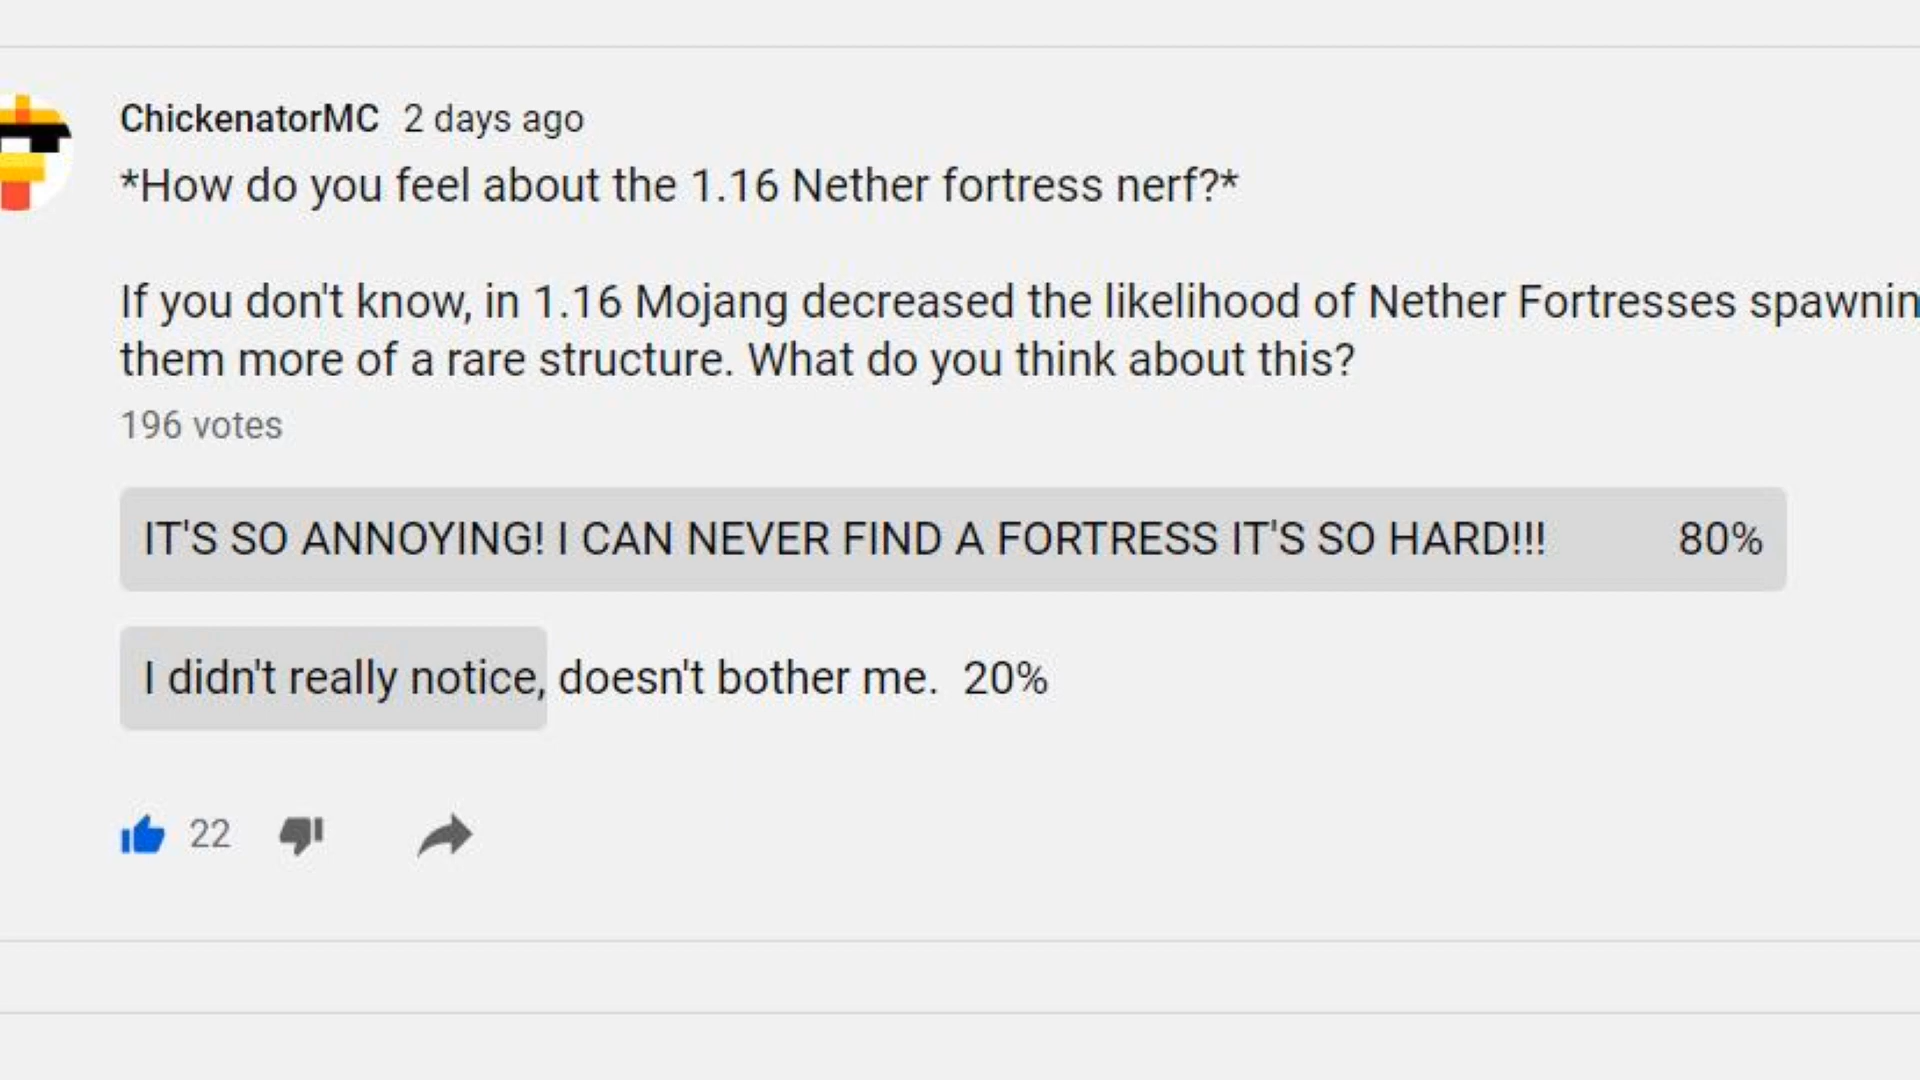 ChickenatorMC 2 days ago
*How do you feel about the 1.16 Nether fortress nerf?*
If you don't know, in 1.16 Mojang decreased the likelihood of Nether Fortresses spawnin
them more of a rare structure. What do you think about this?
196 votes
IT'S SO ANNOYING! I CAN NEVER FIND A FORTRESS IT'S SO HARD!!! 80%
I didn't really notice, doesn't bother me. 20%
22